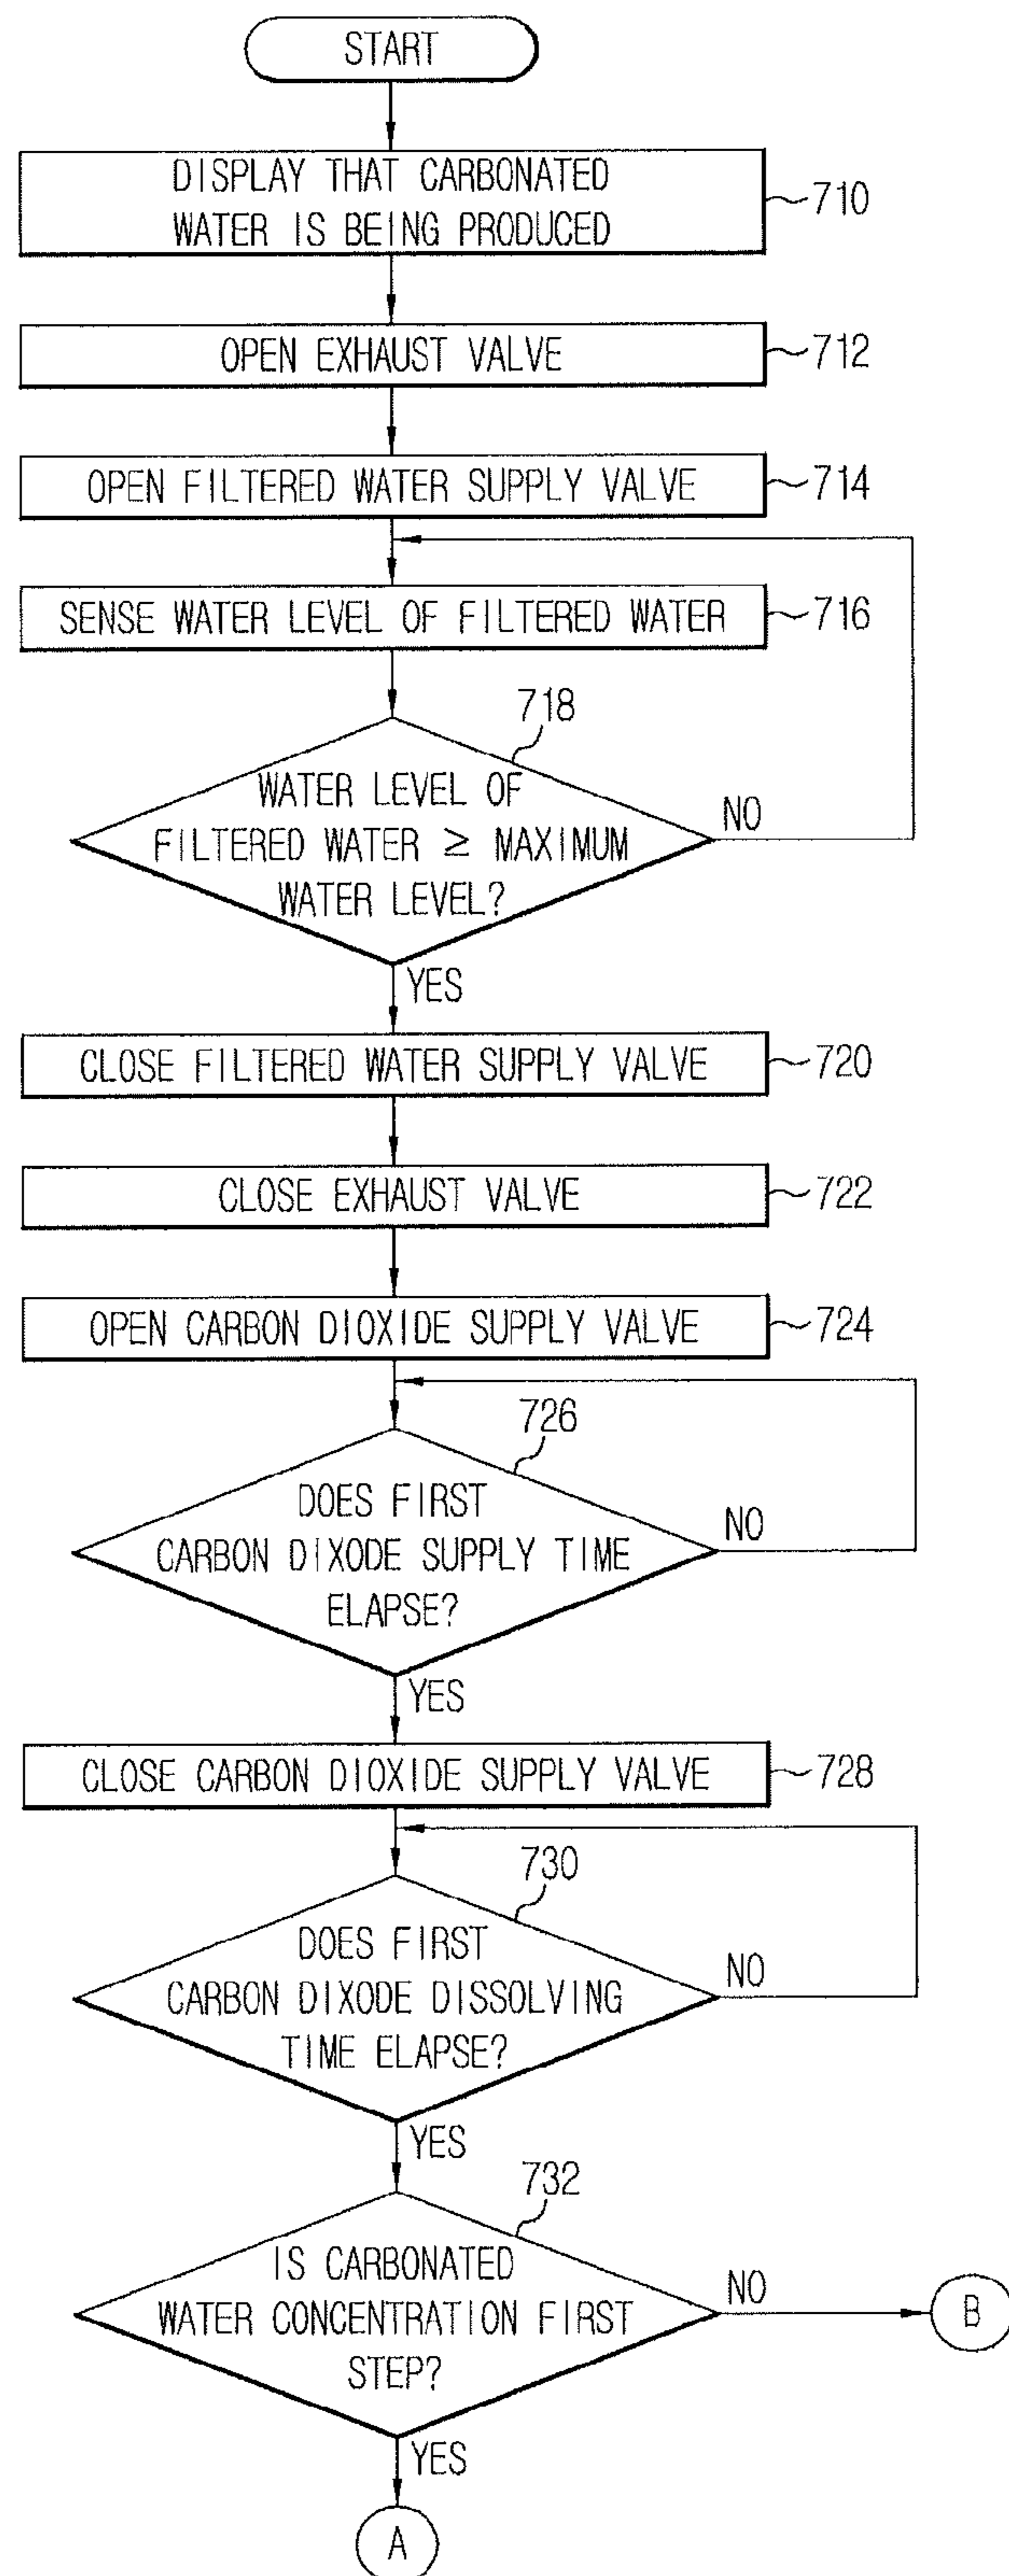 START
DISPLAY THAT CARBONATED
WATER IS BEING PRODUCED
710
OPEN EXHAUST VALVE
712
OPEN FILTERED WATER SUPPLY VALVE
714
SENSE WATER LEVEL OF FILTERED WATER
716
718
WATER LEVEL OF
FILTERED WATER ≥ MAXIMUM
WATER LEVEL?
NO
YES
CLOSE FILTERED WATER SUPPLY VALVE
720
CLOSE EXHAUST VALVE
722
OPEN CARBON DIOXIDE SUPPLY VALVE
724
726
DOES FIRST
CARBON DIXODE SUPPLY TIME
ELAPSE?
NO
YES
CLOSE CARBON DIOXIDE SUPPLY VALVE
728
730
DOES FIRST
CARBON DIXODE DISSOLVING
TIME ELAPSE?
NO
YES
732
IS CARBONATED
WATER CONCENTRATION FIRST
STEP?
NO
B
YES
A